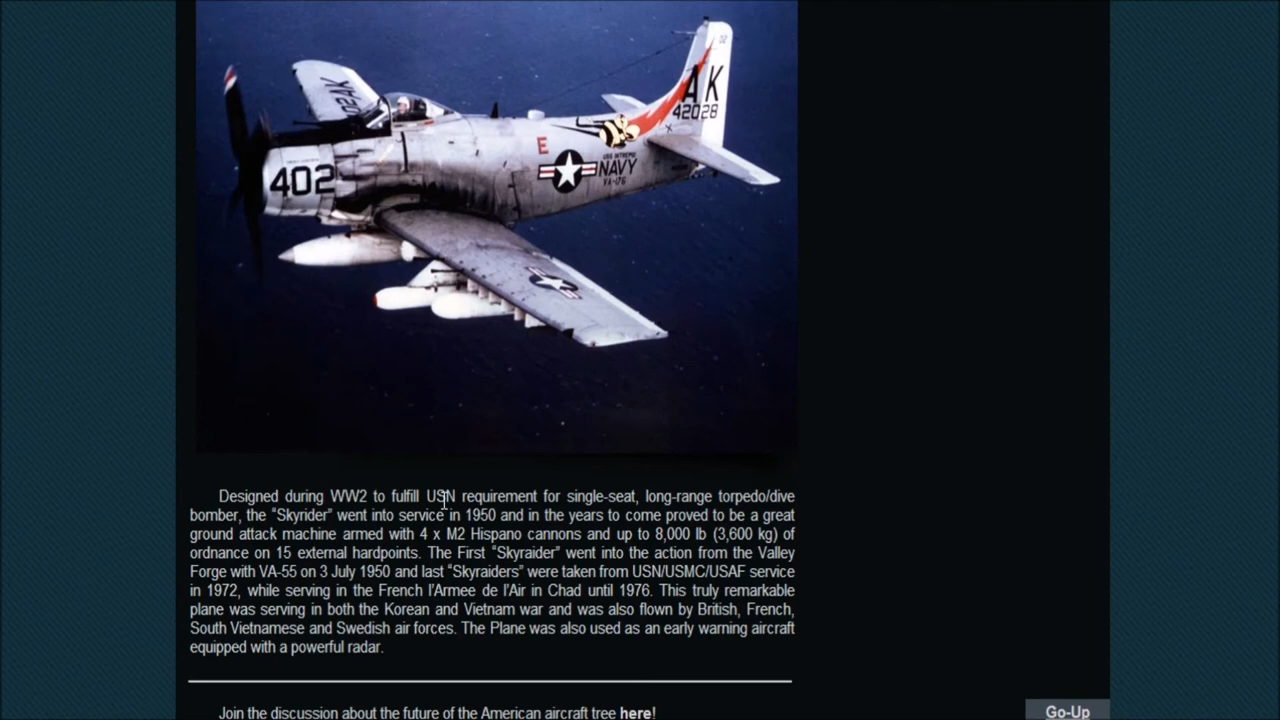 AK
42028
02AK
E
USS INTREPID
NAVY
VA-176
402
Designed during WW2 to fulfill USN requirement for single-seat, long-range torpedo/dive
bomber, the “Skyrider” went into service in 1950 and in the years to come proved to be a great
ground attack machine armed with 4 x M2 Hispano cannons and up to 8,000 lb (3,600 kg) of
ordnance on 15 external hardpoints. The First “Skyraider” went into the action from the Valley
Forge with VA-55 on 3 July 1950 and last “Skyraiders” were taken from USN/USMC/USAF service
in 1972, while serving in the French l’Armee de l’Air in Chad until 1976. This truly remarkable
plane was serving in both the Korean and Vietnam war and was also flown by British, French,
South Vietnamese and Swedish air forces. The Plane was also used as an early warning aircraft
equipped with a powerful radar.
Join the discussion about the future of the American aircraft tree here!
Go-Up